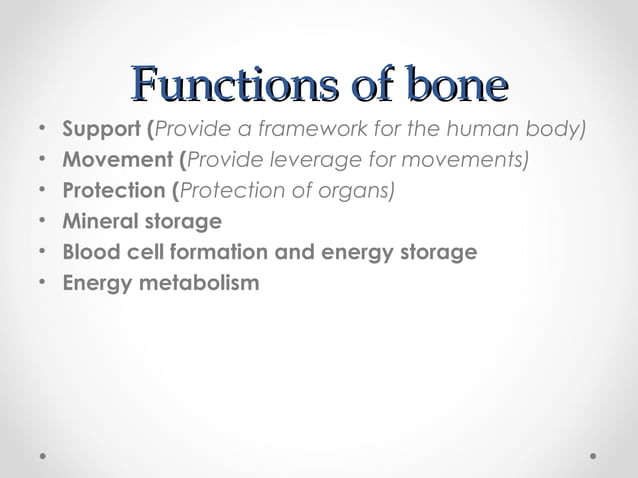 Functions of bone
• Support (Provide a framework for the human body)
• Movement (Provide leverage for movements)
• Protection (Protection of organs)
• Mineral storage
• Blood cell formation and energy storage
• Energy metabolism